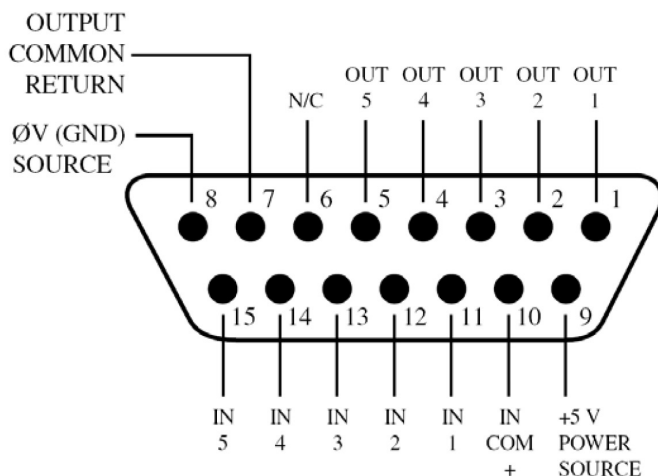 OUTPUT
COMMON
RETURN
ØV (GND)
SOURCE
N/C
OUT OUT OUT OUT OUT
5 4 3 2 1
8 7 6 5 4 3 2 1
15 14 13 12 11 10 9
IN IN IN IN IN IN +5 V
5 4 3 2 1 COM POWER
+ SOURCE